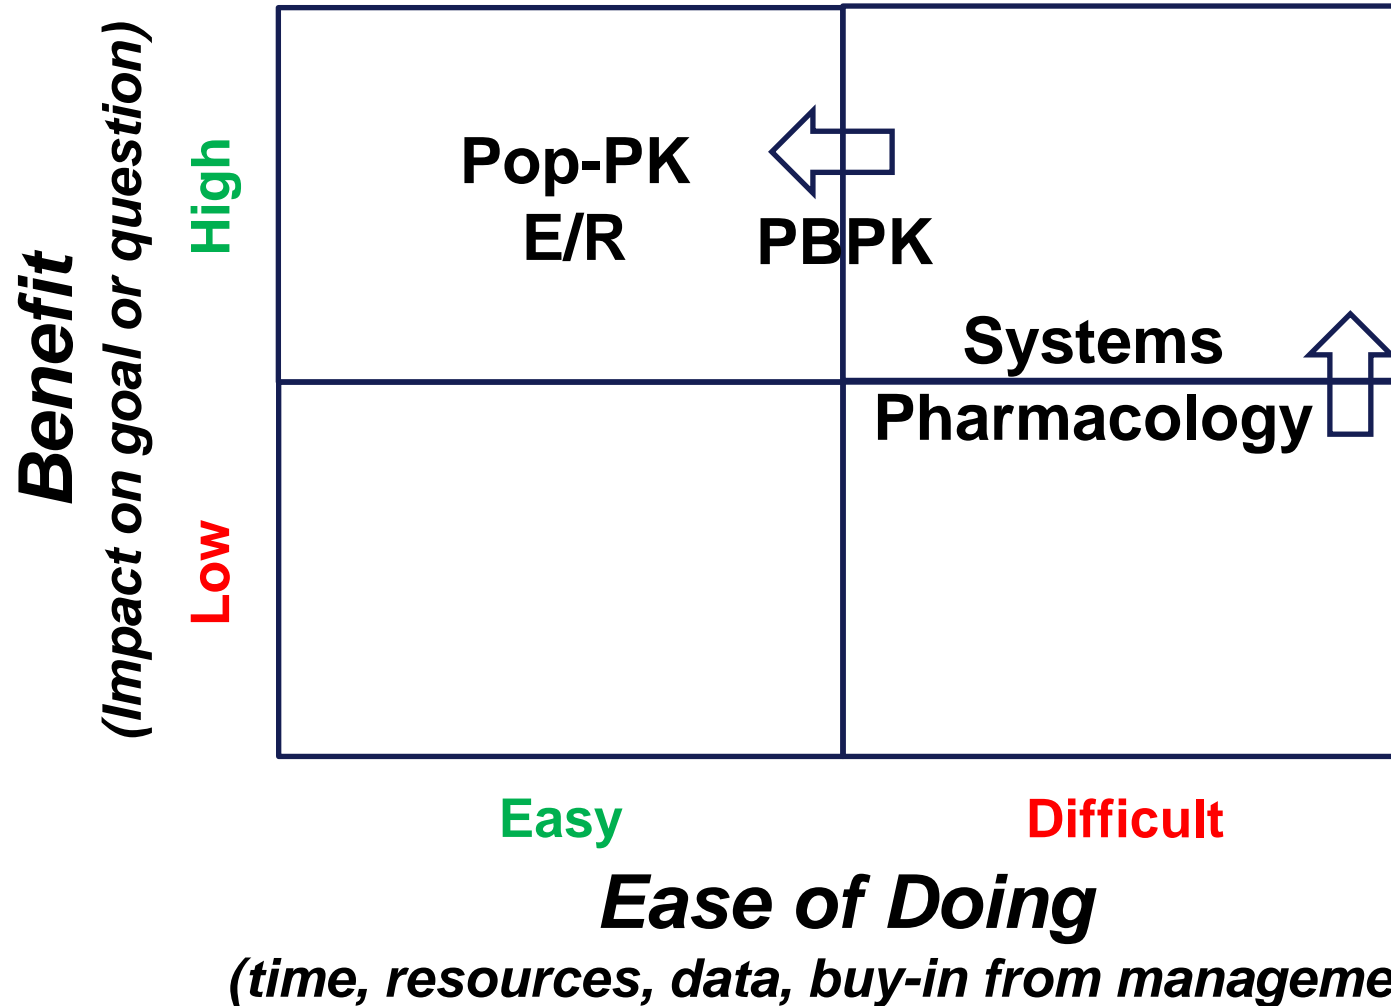 Benefit
(Impact on goal or question)
High
Low
Pop-PK
E/R
PBPK
Systems
Pharmacology
Easy
Difficult
Ease of Doing
(time, resources, data, buy-in from manageme